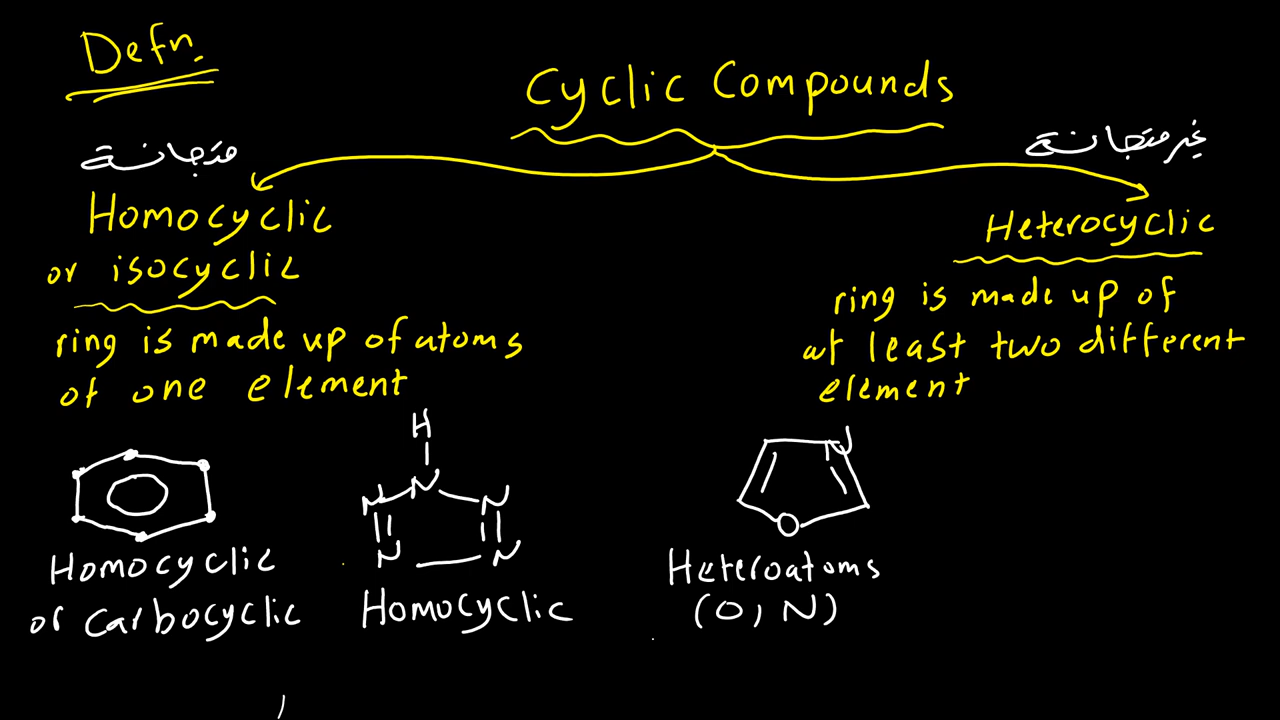 Defn.
Cyclic Compounds
متجانسة
غير متجانسة
Homocyclic
or isocyclic
ring is made up of atoms
of one element
Heterocyclic
ring is made up of
at least two different
element
H
N N N
N N
Homocyclic
or Carbocyclic
Homocyclic
N
O
Heteroatoms
(O, N)